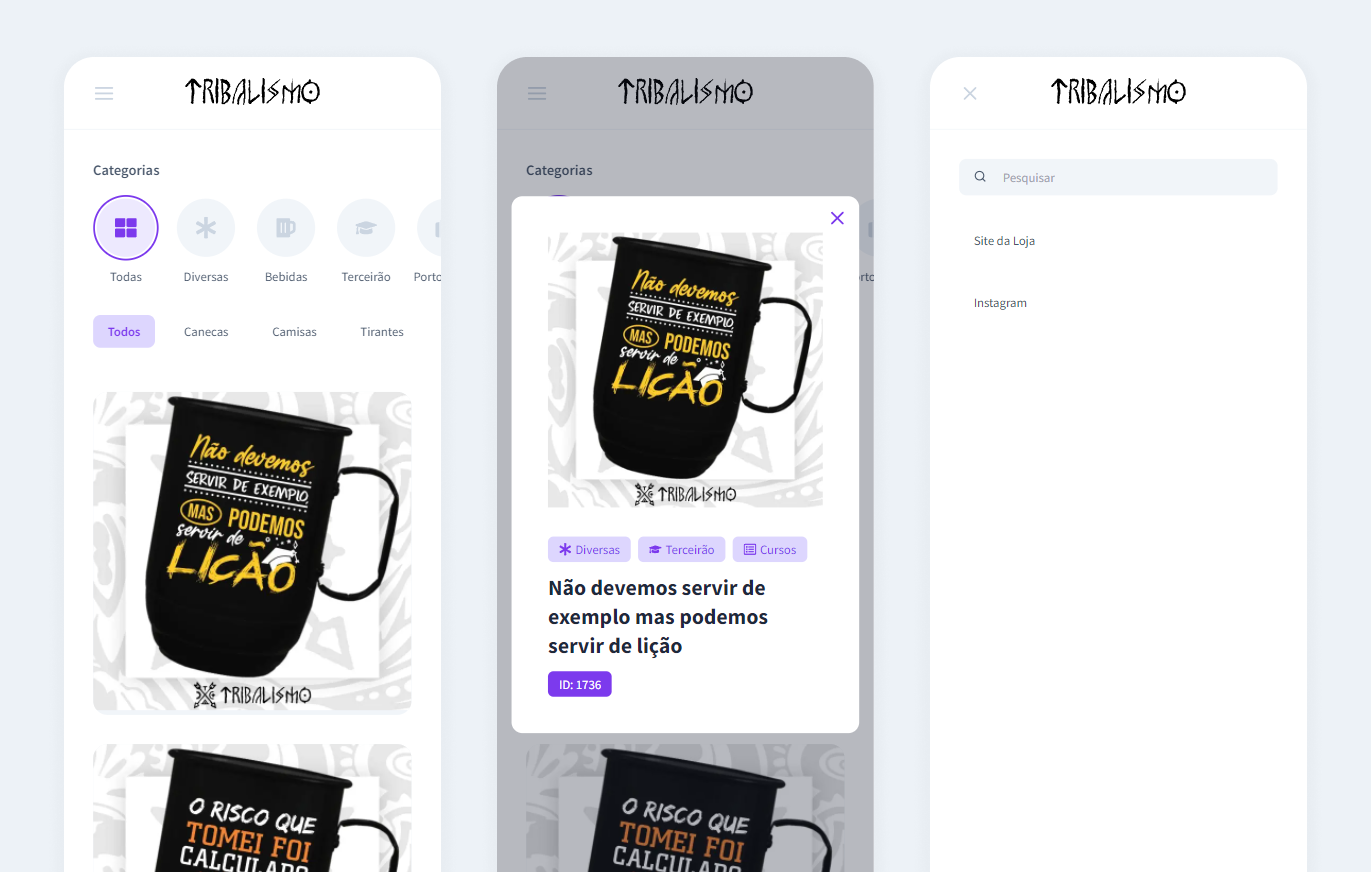 TRIBALISMO
Categorias
Todas
Diversas
Bebidas
Terceirão
Porto
Todos
Canecas
Camisas
Tirantes
Não devemos
SERVIR DE EXEMPLO
MAS PODEMOS
servir de
LIÇÃO
TRIBALISMO
O RISCO QUE
TOMEI FOI
CALCULADO
TRIBALISMO
Categorias
orto
Não devemos
SERVIR DE EXEMPLO
MAS PODEMOS
servir de
LIÇÃO
TRIBALISMO
Diversas
Terceirão
Cursos
Não devemos servir de
exemplo mas podemos
servir de lição
ID: 1736
O RISCO QUE
TOMEI FOI
CALCULADO
TRIBALISMO
Pesquisar
Site da Loja
Instagram